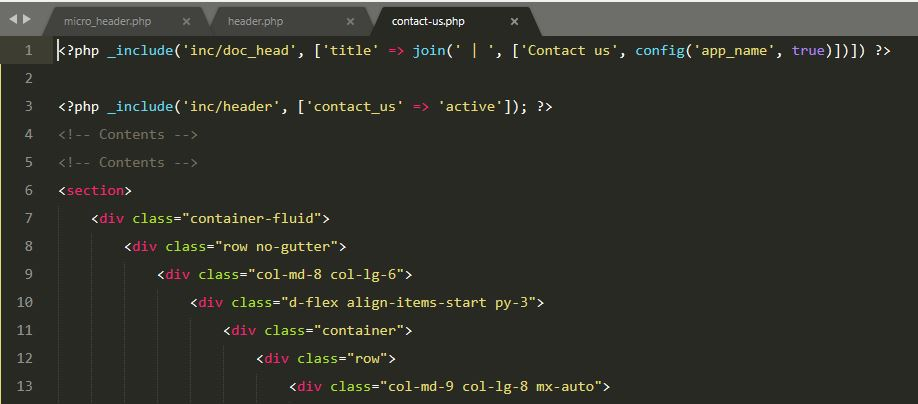 micro_header.php × header.php × contact-us.php ×
1 <?php _include('inc/doc_head', ['title' => join(' | ', ['Contact us', config('app_name', true)])]) ?>
2
3 <?php _include('inc/header', ['contact_us' => 'active']); ?>
4 <!-- Contents -->
5 <!-- Contents -->
6 <section>
7 <div class="container-fluid">
8 <div class="row no-gutter">
9 <div class="col-md-8 col-lg-6">
10 <div class="d-flex align-items-start py-3">
11 <div class="container">
12 <div class="row">
13 <div class="col-md-9 col-lg-8 mx-auto">